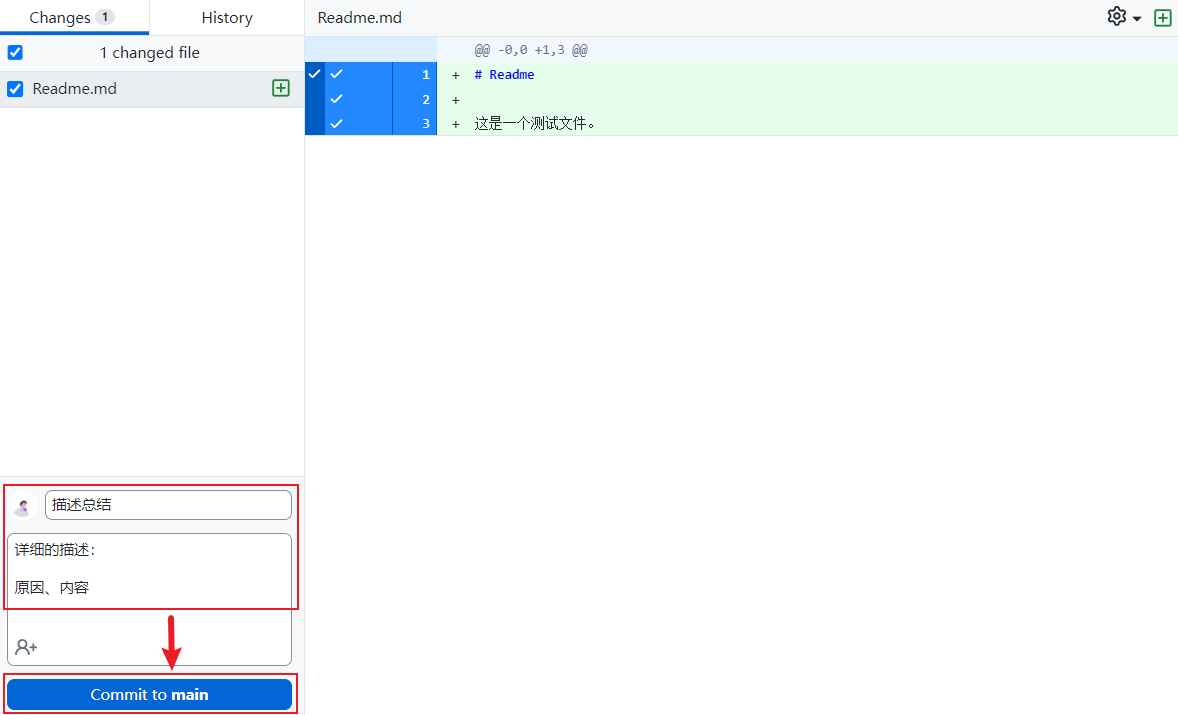 Changes 1 History
1 changed file
Readme.md
描述总结
详细的描述：
原因、内容
Commit to main
Readme.md
@@ -0,0 +1,3 @@
1 + # Readme
2 +
3 + 这是一个测试文件。